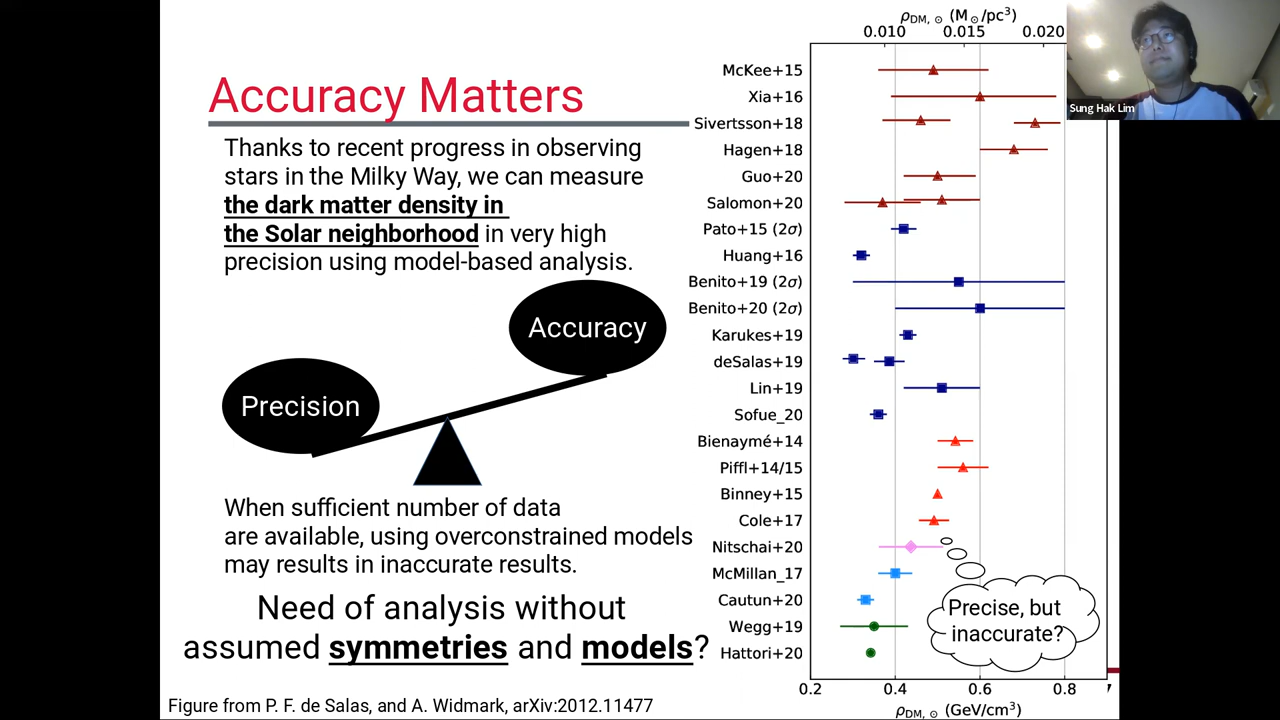 Accuracy Matters
Thanks to recent progress in observing
stars in the Milky Way, we can measure
the dark matter density in
the Solar neighborhood in very high
precision using model-based analysis.
Accuracy
Precision
When sufficient number of data
are available, using overconstrained models
may results in inaccurate results.
Need of analysis without
assumed symmetries and models?
Figure from P. F. de Salas, and A. Widmark, arXiv:2012.11477
ρDM, ⊙ (M⊙/pc³)
0.010 0.015 0.020
McKee+15
Xia+16
Sivertsson+18
Hagen+18
Guo+20
Salomon+20
Pato+15 (2σ)
Huang+16
Benito+19 (2σ)
Benito+20 (2σ)
Karukes+19
deSalas+19
Lin+19
Sofue_20
Bienaymé+14
Piffl+14/15
Binney+15
Cole+17
Nitschai+20
McMillan_17
Cautun+20
Wegg+19
Hattori+20
Precise, but
inaccurate?
0.2 0.4 0.6 0.8
ρDM, ⊙ (GeV/cm³)
Sung Hak Lim